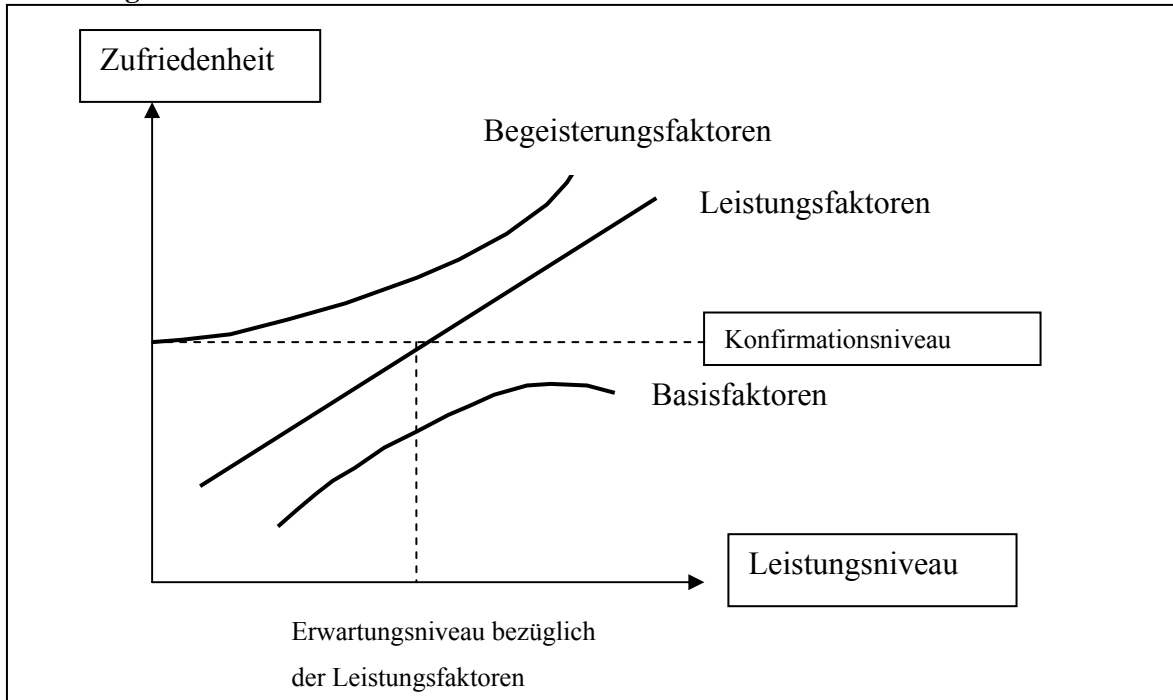 Zufriedenheit
Begeisterungsfaktoren
Leistungsfaktoren
Konfirmationsniveau
Basisfaktoren
Leistungsniveau
Erwartungsniveau bezüglich
der Leistungsfaktoren